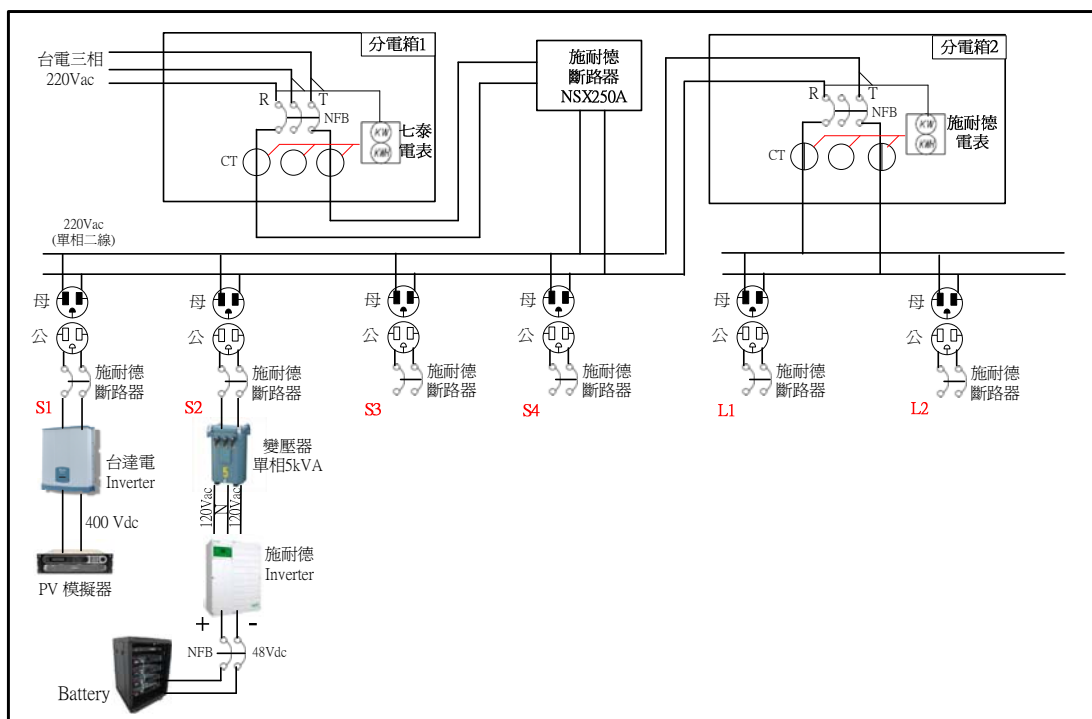 分電箱1
台電三相
220Vac
R
T
NFB
CT
KW
KWH
七泰
電表
施耐德
斷路器
NSX250A
分電箱2
R
T
NFB
CT
KW
KWH
施耐德
電表
220Vac
(單相二線)
母
母
母
母
母
母
公
公
公
公
公
公
施耐德
斷路器
施耐德
斷路器
施耐德
斷路器
施耐德
斷路器
施耐德
斷路器
施耐德
斷路器
S1
S2
S3
S4
L1
L2
台達電
Inverter
400 Vdc
PV 模擬器
5
變壓器
單相5kVA
120Vac
N
120Vac
施耐德
Inverter
+
-
NFB
48Vdc
Battery